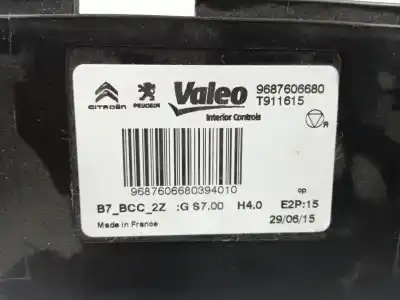 CITROËN PEUGEOT Valeo 9687606680
T911615
Interior Controls
R
9687606680394010
cp
B7_BCC_2Z :G S7.00 H4.0 E2P:15
Made in France 29/06/15